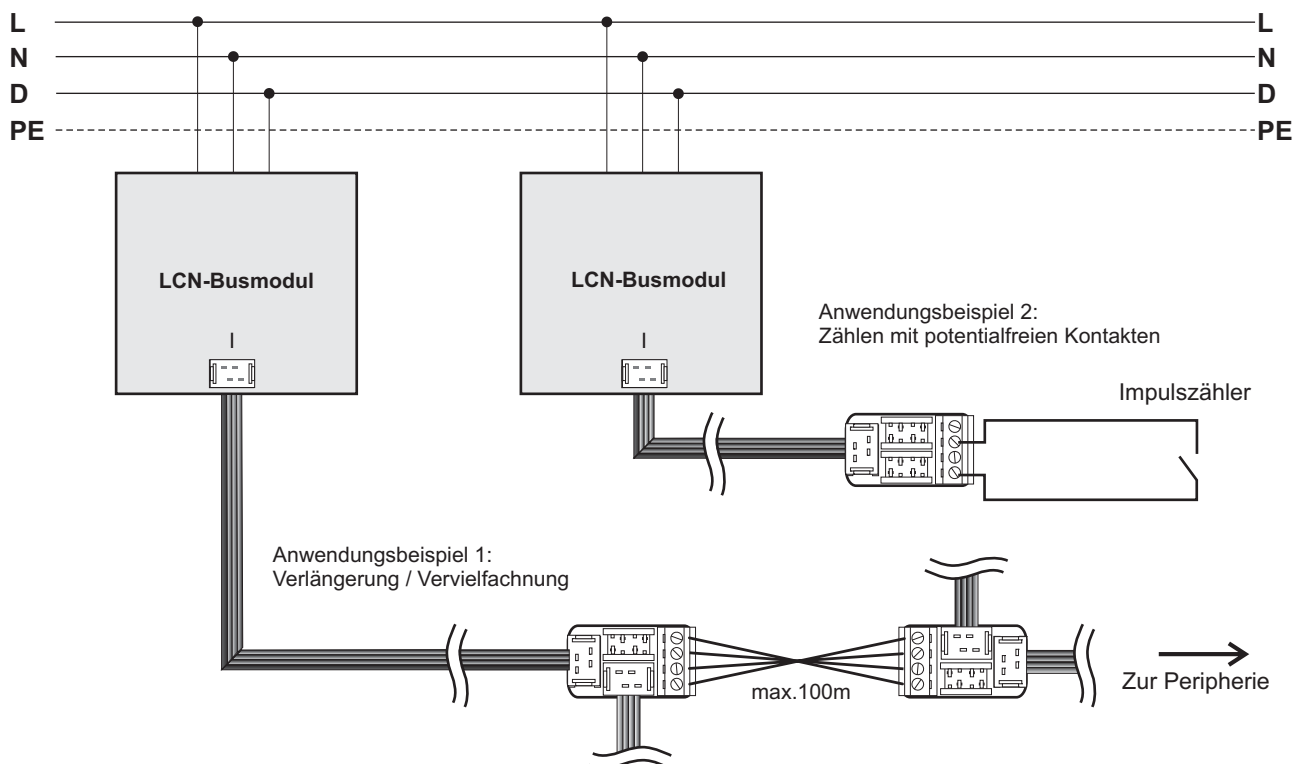 L
L
N
N
D
D
PE
PE
LCN-Busmodul
LCN-Busmodul
I
I
Anwendungsbeispiel 2:
Zählen mit potentialfreien Kontakten
Impulszähler
Anwendungsbeispiel 1:
Verlängerung / Vervielfachnung
max.100m
Zur Peripherie